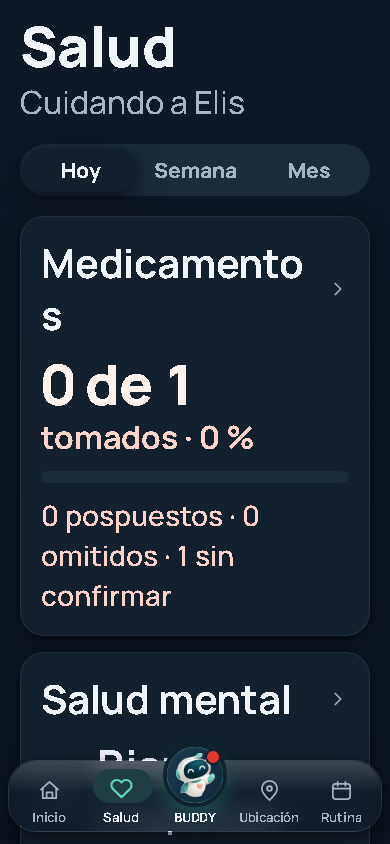 Salud
Cuidando a Elis
Hoy Semana Mes
Medicamento
s
0 de 1
tomados · 0 %
0 pospuestos · 0
omitidos · 1 sin
confirmar
Salud mental
Inicio Salud BUDDY Ubicación Rutina